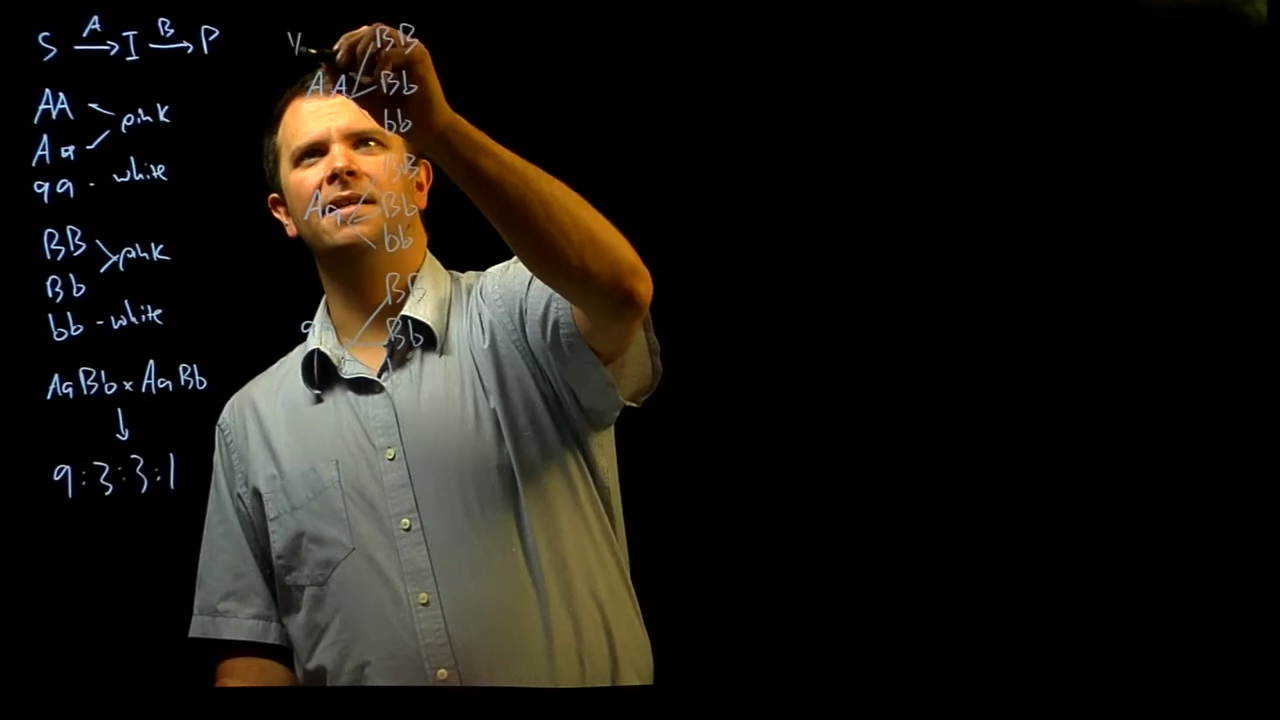 S A→ I B→ P
AA
pink
Aa
aa - white
BB
pink
Bb
bb - white
AaBb x AaBb
↓
9:3:3:1
AA
BB
Bb
bb
Aa
BB
Bb
bb
BB
Bb